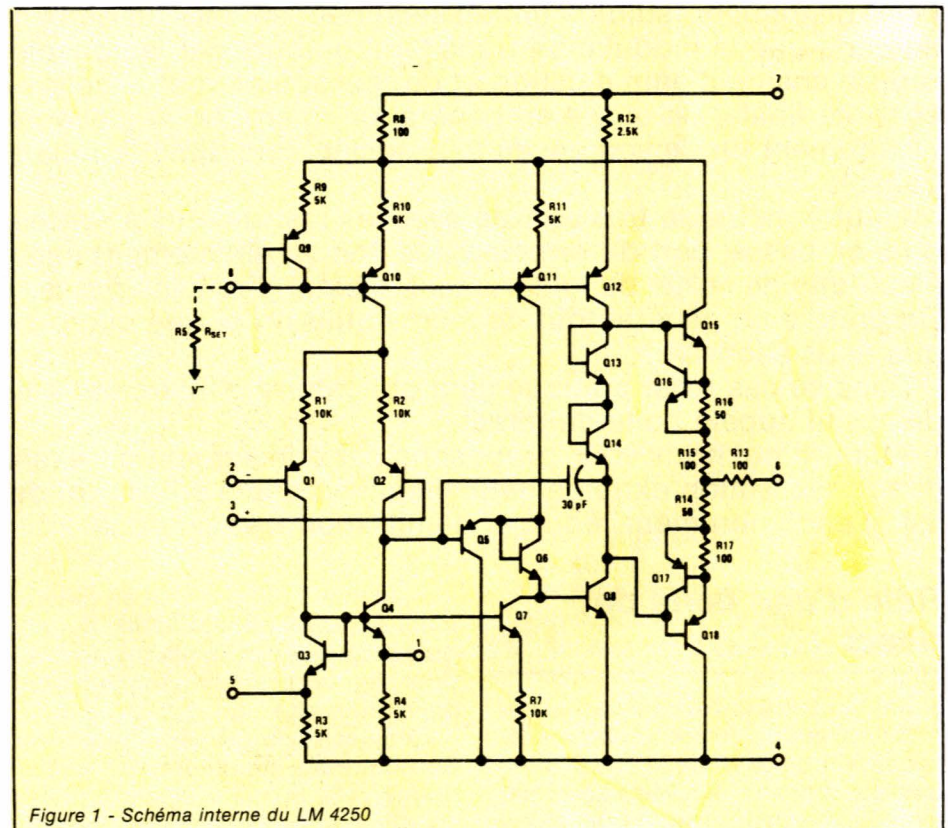 7
R8
100
R12
2.5K
R9
5K
R10
6K
R11
5K
Q9
8
Q10
Q11
Q12
R5
RSET
V–
Q13
Q15
Q16
R16
50
R1
10K
R2
10K
Q14
R15
100
R13
100
6
2
–
Q1
Q2
30 pF
R14
50
3
+
Q5
Q6
Q17
R17
100
Q4
Q7
Q8
Q3
1
Q18
5
R3
5K
R4
5K
R7
10K
4
Figure 1 - Schéma interne du LM 4250